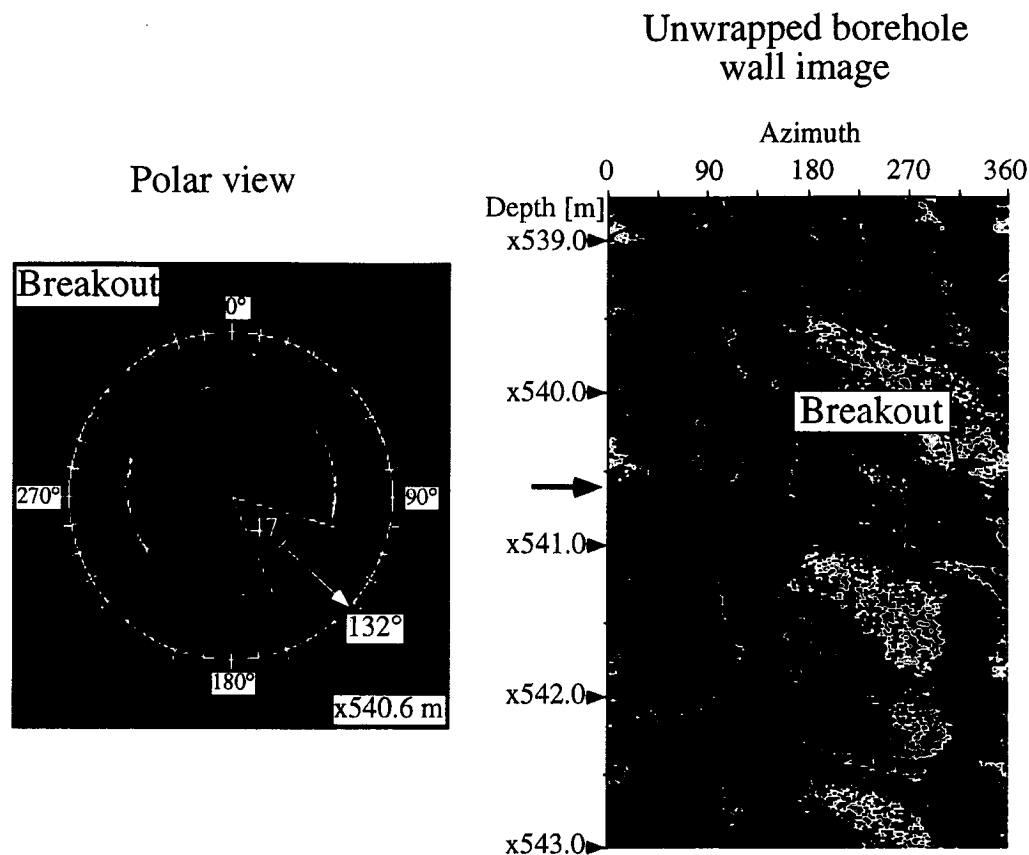 Unwrapped borehole
wall image
Azimuth
0 90 180 270 360
Depth [m]
x539.0
x540.0
x541.0
x542.0
x543.0
Breakout
Polar view
Breakout
0°
270°
90°
132°
180°
x540.6 m